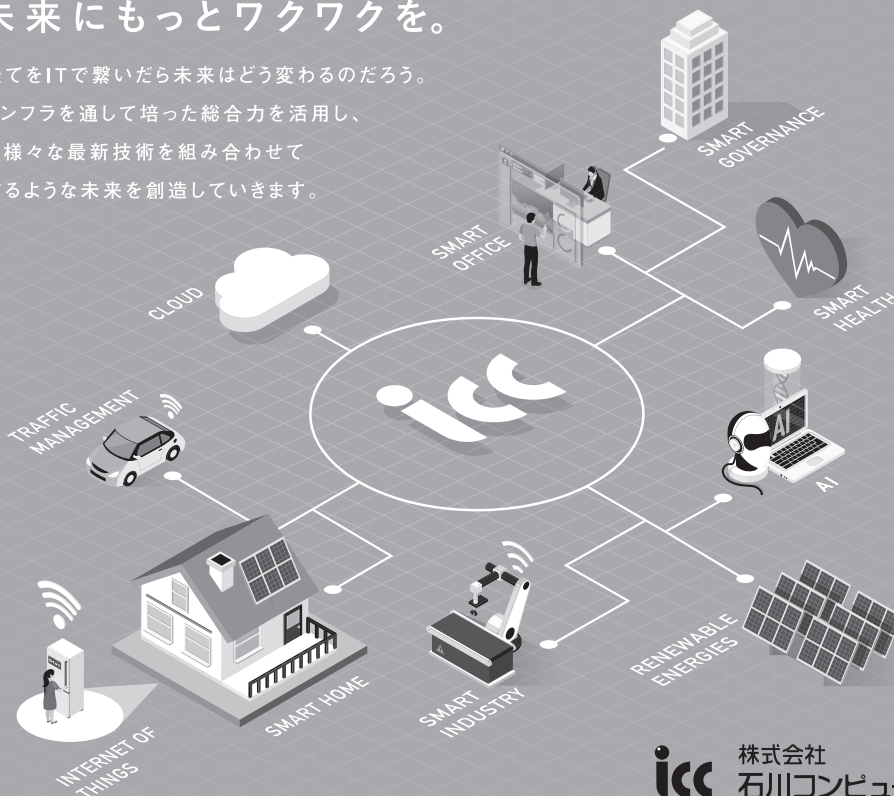 未来にもっとワクワクを。
てをITで繋いだら未来はどう変わるのだろう。
ンフラを通して培った総合力を活用し、
様々な最新技術を組み合わせて
るような未来を創造していきます。
SMART
GOVERNANCE
SMART
OFFICE
SMART
HEALTH
CLOUD
icc
TRAFFIC
MANAGEMENT
AI
AI
RENEWABLE
ENERGIES
SMART HOME
SMART
INDUSTRY
INTERNET OF
THINGS
icc
株式会社
石川コンピュ